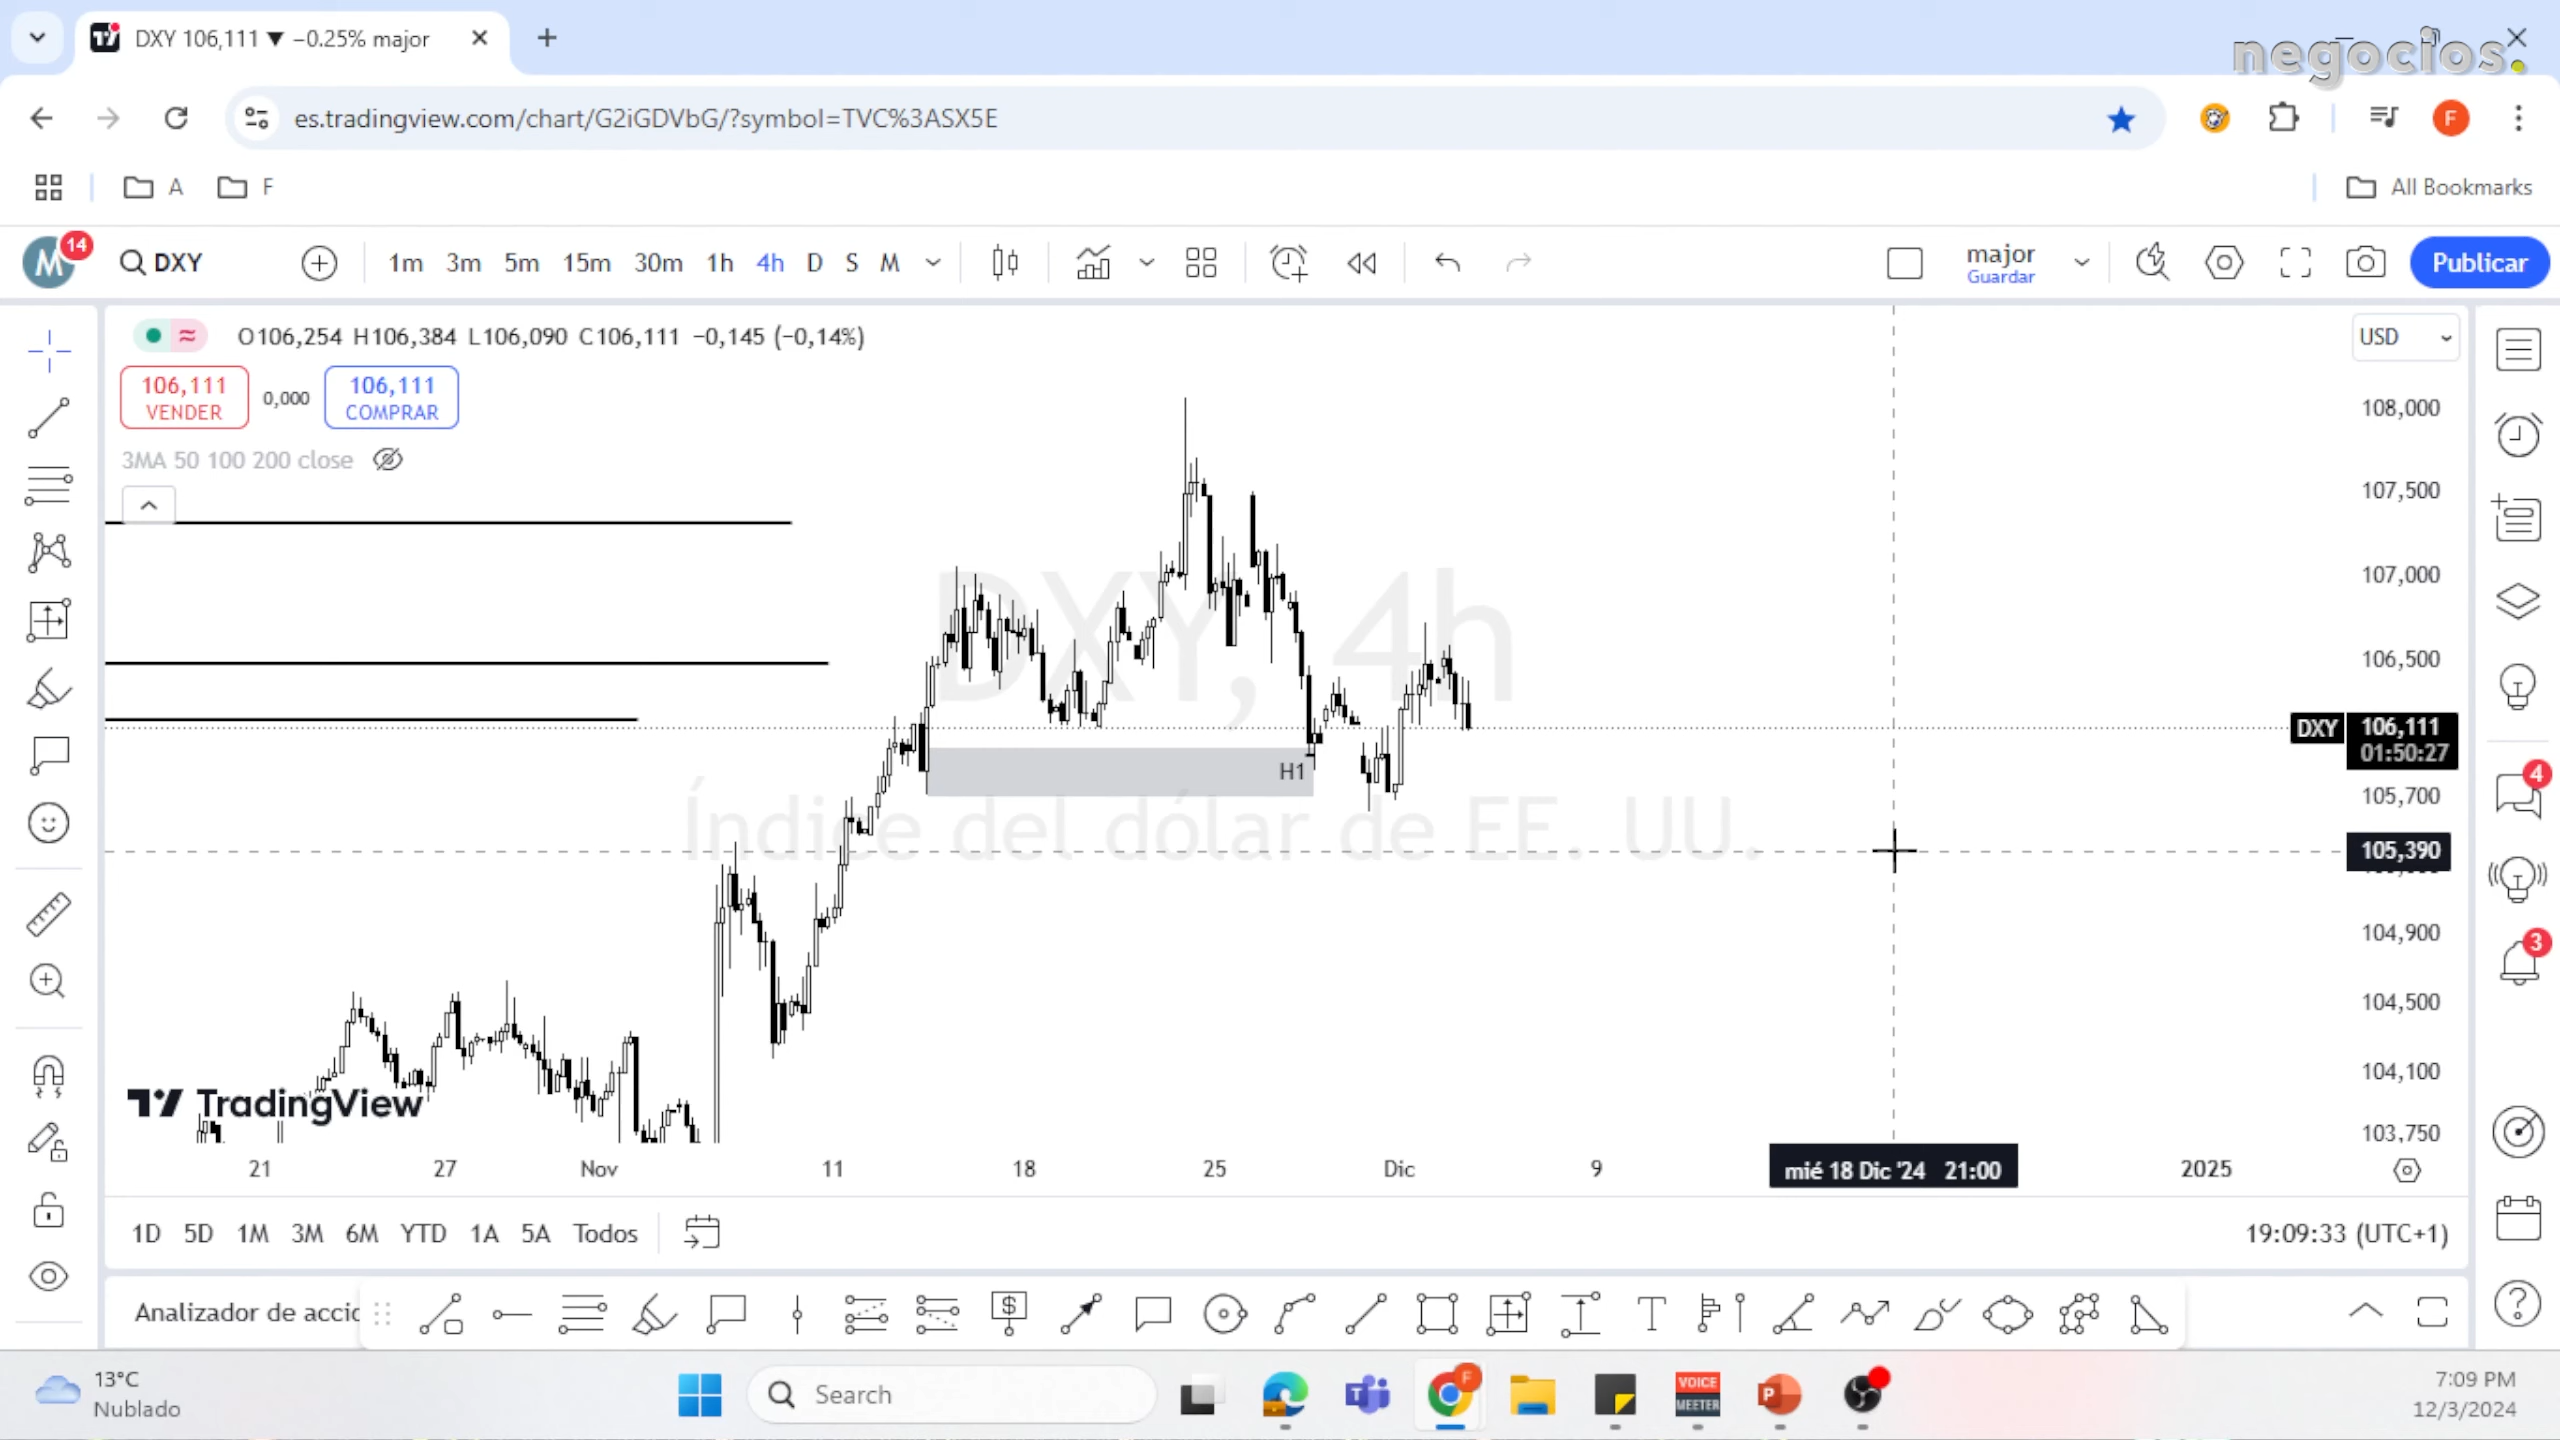 DXY 106,111 ▼ −0.25% major
negocios.
es.tradingview.com/chart/G2iGDVbG/?symbol=TVC%3ASX5E
F
A
F
All Bookmarks
M
14
DXY
1m 3m 5m 15m 30m 1h 4h D S M
major
Guardar
Publicar
O106,254 H106,384 L106,090 C106,111 −0,145 (−0,14%)
USD
106,111
VENDER
0,000
106,111
COMPRAR
3MA 50 100 200 close
DXY, 4h
Índice del dólar de EE. UU.
H1
108,000
107,500
107,000
106,500
DXY 106,111
01:50:27
105,700
105,390
104,900
104,500
104,100
103,750
4
3
TradingView
21 27 Nov 11 18 25 Dic 9 mié 18 Dic '24 21:00 2025
1D 5D 1M 3M 6M YTD 1A 5A Todos
19:09:33 (UTC+1)
Analizador de accio
13°C
Nublado
Search
F
VOICE
MEETER
7:09 PM
12/3/2024